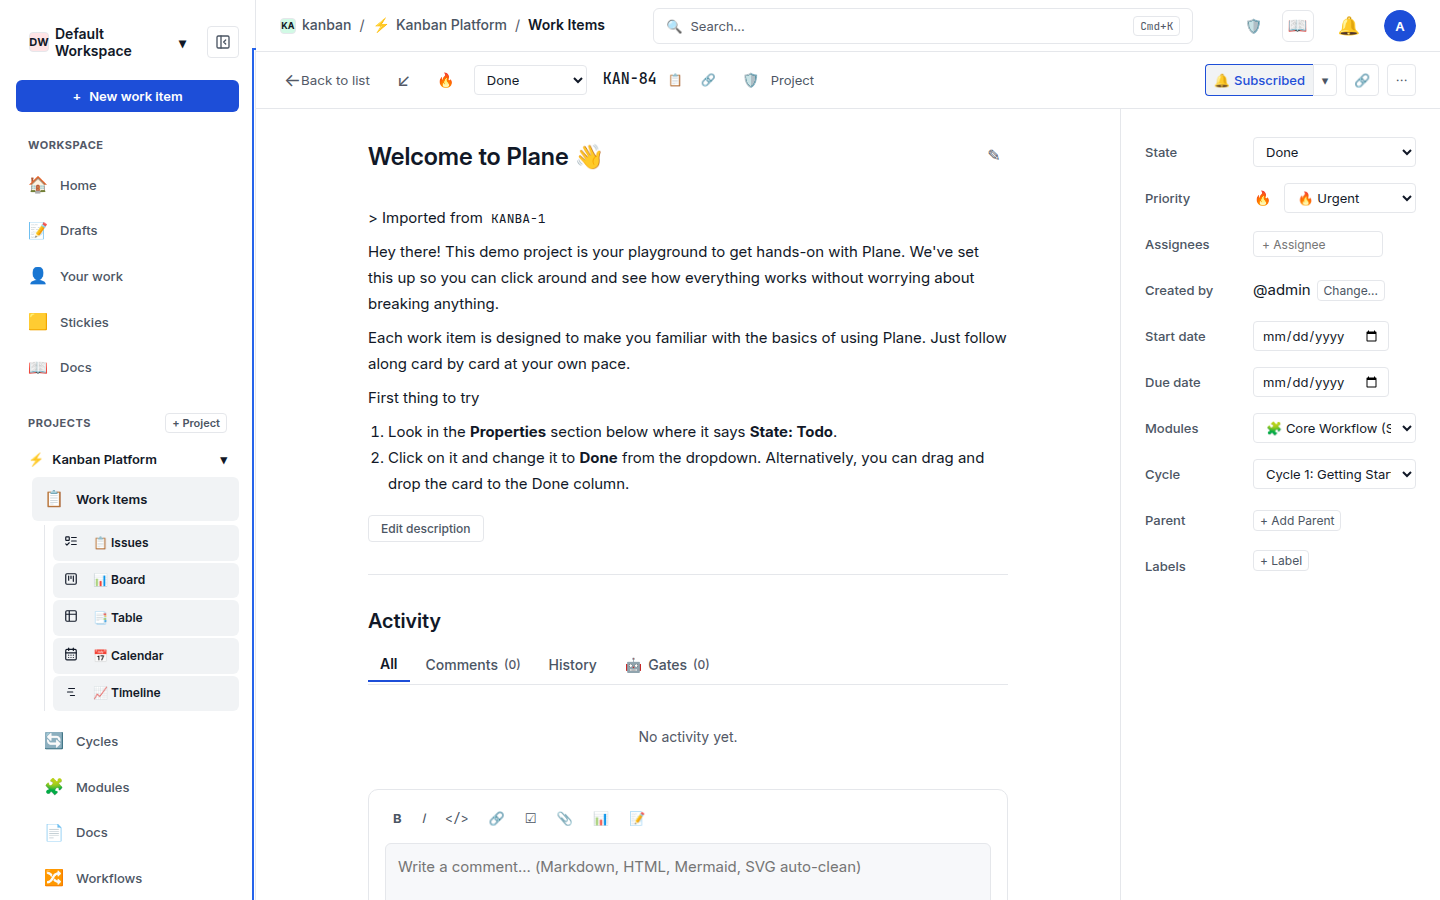 DW Default Workspace ▼
+ New work item
WORKSPACE
🏠 Home
📝 Drafts
👤 Your work
🟨 Stickies
📖 Docs
PROJECTS + Project
⚡ Kanban Platform ▼
📋 Work Items
📋 Issues
📊 Board
📑 Table
📅 Calendar
📈 Timeline
🔄 Cycles
🧩 Modules
📄 Docs
🔀 Workflows
KA kanban / ⚡ Kanban Platform / Work Items
🔍 Search... Cmd+K
🛡️ 📖 🔔 A
←Back to list ↙ 🔥 Done KAN-84 📋 🔗 🛡️ Project
🔔 Subscribed ▾ 🔗 ...
Welcome to Plane 👋 ✎
> Imported from KANBA-1
Hey there! This demo project is your playground to get hands-on with Plane. We've set
this up so you can click around and see how everything works without worrying about
breaking anything.
Each work item is designed to make you familiar with the basics of using Plane. Just follow
along card by card at your own pace.
First thing to try
1. Look in the Properties section below where it says State: Todo.
2. Click on it and change it to Done from the dropdown. Alternatively, you can drag and
drop the card to the Done column.
Edit description
Activity
All Comments (0) History 🤖 Gates (0)
No activity yet.
B I </> 🔗 ☑ 📎 📊 📝
Write a comment... (Markdown, HTML, Mermaid, SVG auto-clean)
State Done
Priority 🔥 🔥 Urgent
Assignees + Assignee
Created by @admin Change...
Start date mm/dd/yyyy
Due date mm/dd/yyyy
Modules 🧩 Core Workflow (S
Cycle Cycle 1: Getting Star
Parent + Add Parent
Labels + Label